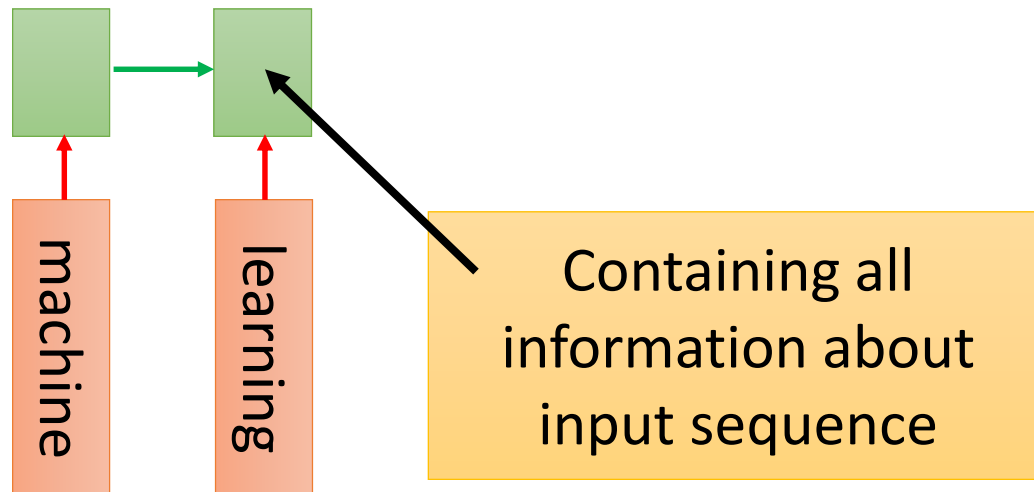 machine
learning
Containing all
information about
input sequence